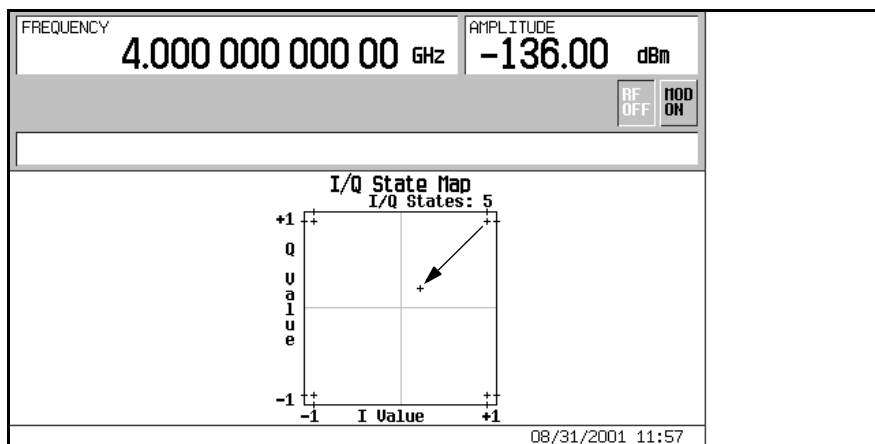 FREQUENCY
4.000 000 000 00 GHz
AMPLITUDE
-136.00 dBm
RF OFF
MOD ON
I/Q State Map
I/Q States: 5
+1
Q Value
-1
-1 I Value +1
08/31/2001 11:57